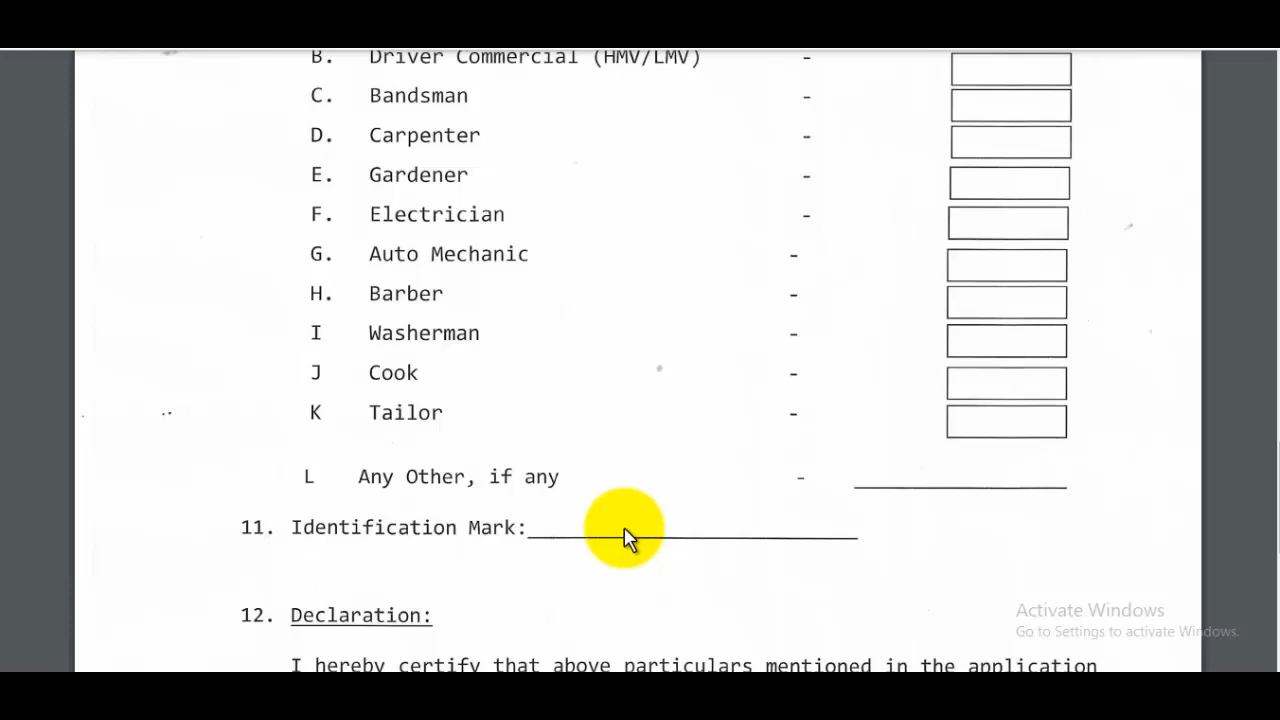 B. Driver Commercial (HMV/LMV) -
C. Bandsman -
D. Carpenter -
E. Gardener -
F. Electrician -
G. Auto Mechanic -
H. Barber -
I Washerman -
J Cook -
K Tailor -
L Any Other, if any -
11. Identification Mark:
12. Declaration:
Activate Windows
Go to Settings to activate Windows.
I hereby certify that above particulars mentioned in the application